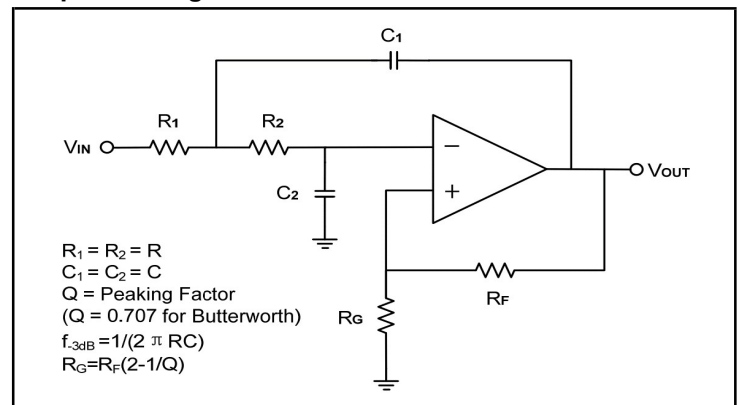 C1
R1
R2
VIN
VOUT
C2
−
+
R1 = R2 = R
C1 = C2 = C
Q = Peaking Factor
(Q = 0.707 for Butterworth)
f-3dB =1/(2 π RC)
RG=RF(2-1/Q)
RF
RG